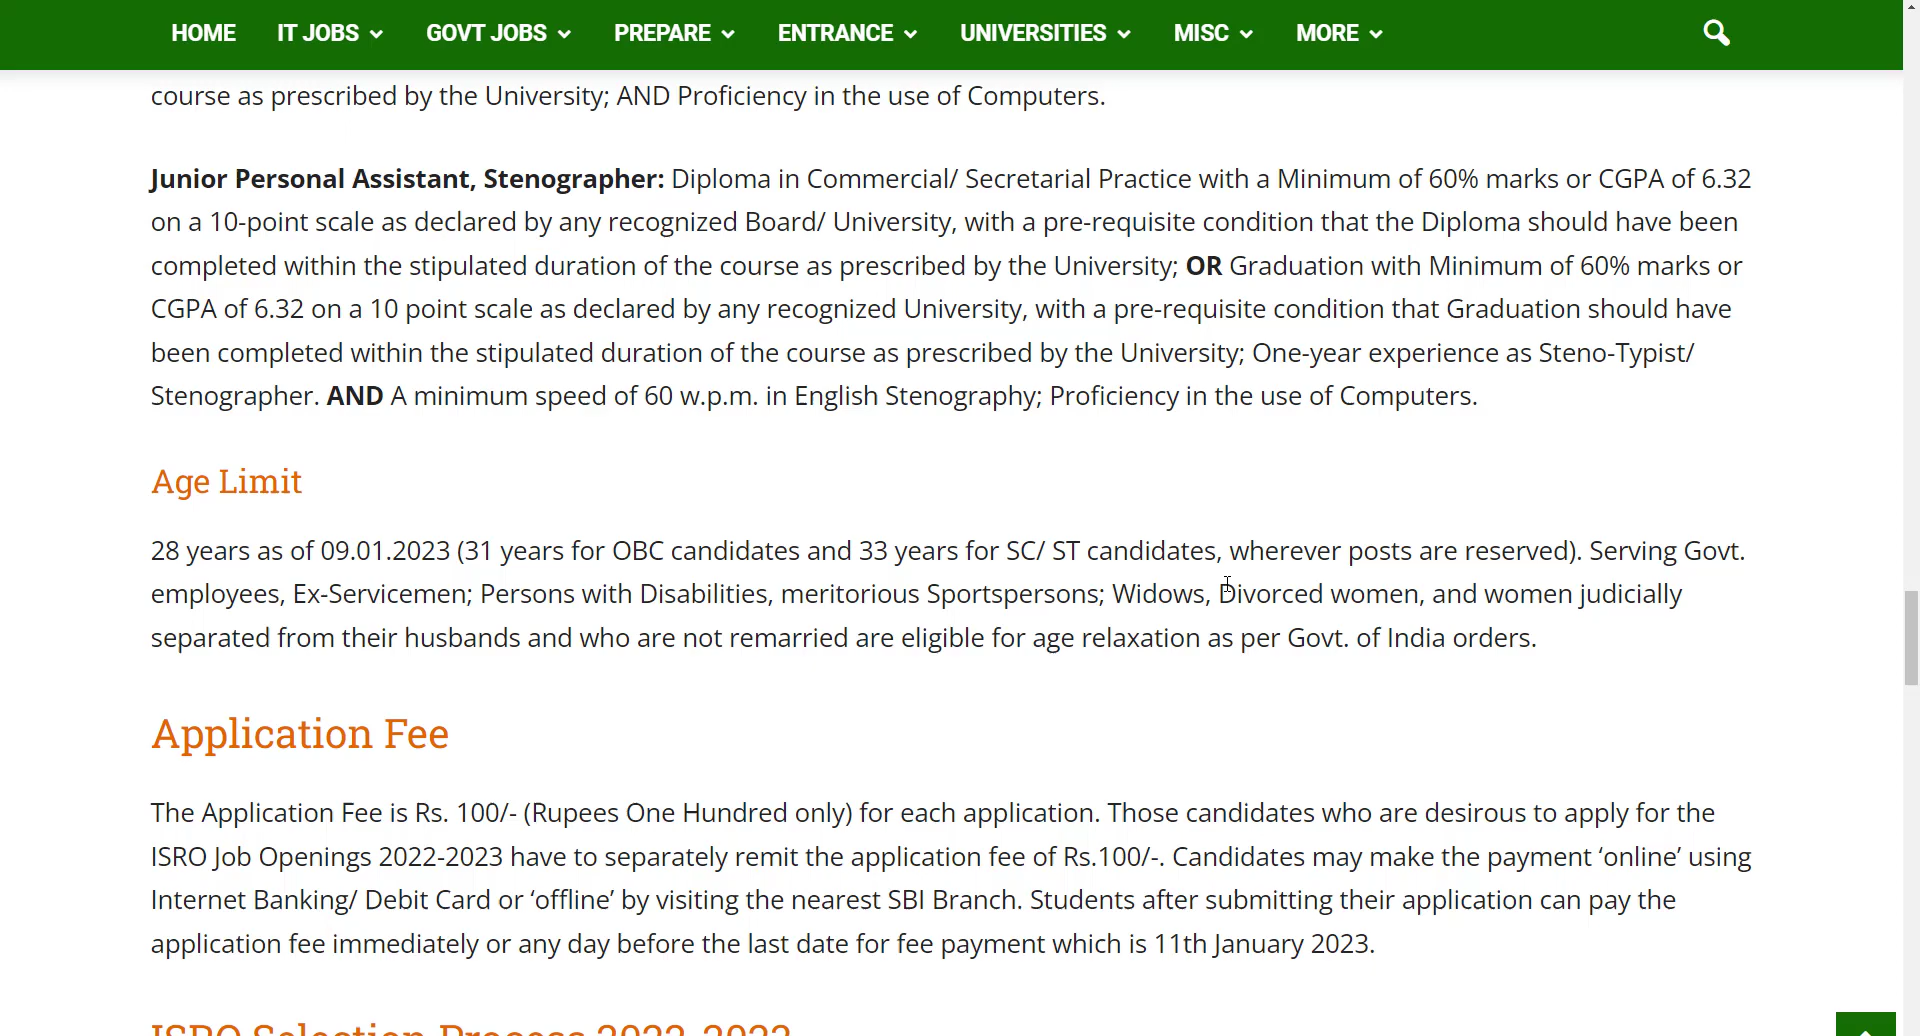 HOME IT JOBS GOVT JOBS PREPARE ENTRANCE UNIVERSITIES MISC MORE
course as prescribed by the University; AND Proficiency in the use of Computers.
Junior Personal Assistant, Stenographer: Diploma in Commercial/ Secretarial Practice with a Minimum of 60% marks or CGPA of 6.32
on a 10-point scale as declared by any recognized Board/ University, with a pre-requisite condition that the Diploma should have been
completed within the stipulated duration of the course as prescribed by the University; OR Graduation with Minimum of 60% marks or
CGPA of 6.32 on a 10 point scale as declared by any recognized University, with a pre-requisite condition that Graduation should have
been completed within the stipulated duration of the course as prescribed by the University; One-year experience as Steno-Typist/
Stenographer. AND A minimum speed of 60 w.p.m. in English Stenography; Proficiency in the use of Computers.
Age Limit
28 years as of 09.01.2023 (31 years for OBC candidates and 33 years for SC/ ST candidates, wherever posts are reserved). Serving Govt.
employees, Ex-Servicemen; Persons with Disabilities, meritorious Sportspersons; Widows, Divorced women, and women judicially
separated from their husbands and who are not remarried are eligible for age relaxation as per Govt. of India orders.
Application Fee
The Application Fee is Rs. 100/- (Rupees One Hundred only) for each application. Those candidates who are desirous to apply for the
ISRO Job Openings 2022-2023 have to separately remit the application fee of Rs.100/-. Candidates may make the payment ‘online’ using
Internet Banking/ Debit Card or ‘offline’ by visiting the nearest SBI Branch. Students after submitting their application can pay the
application fee immediately or any day before the last date for fee payment which is 11th January 2023.
ISRO Selection Process 2022-2023